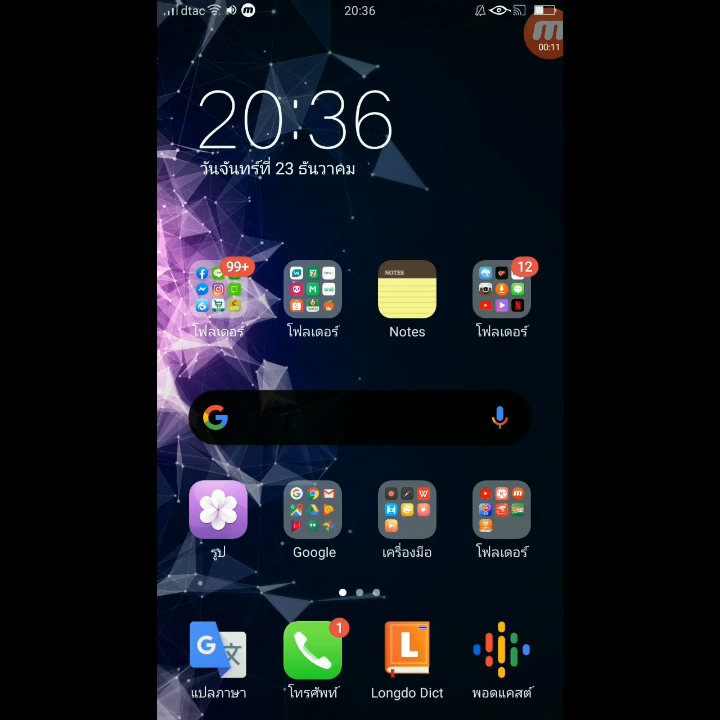 dtac
20:36
00:11
20:36
วันจันทร์ที่ 23 ธันวาคม
99+
12
NOTES
โฟลเดอร์
โฟลเดอร์
Notes
โฟลเดอร์
รูป
Google
เครื่องมือ
โฟลเดอร์
1
แปลภาษา
โทรศัพท์
Longdo Dict
พอดแคสต์